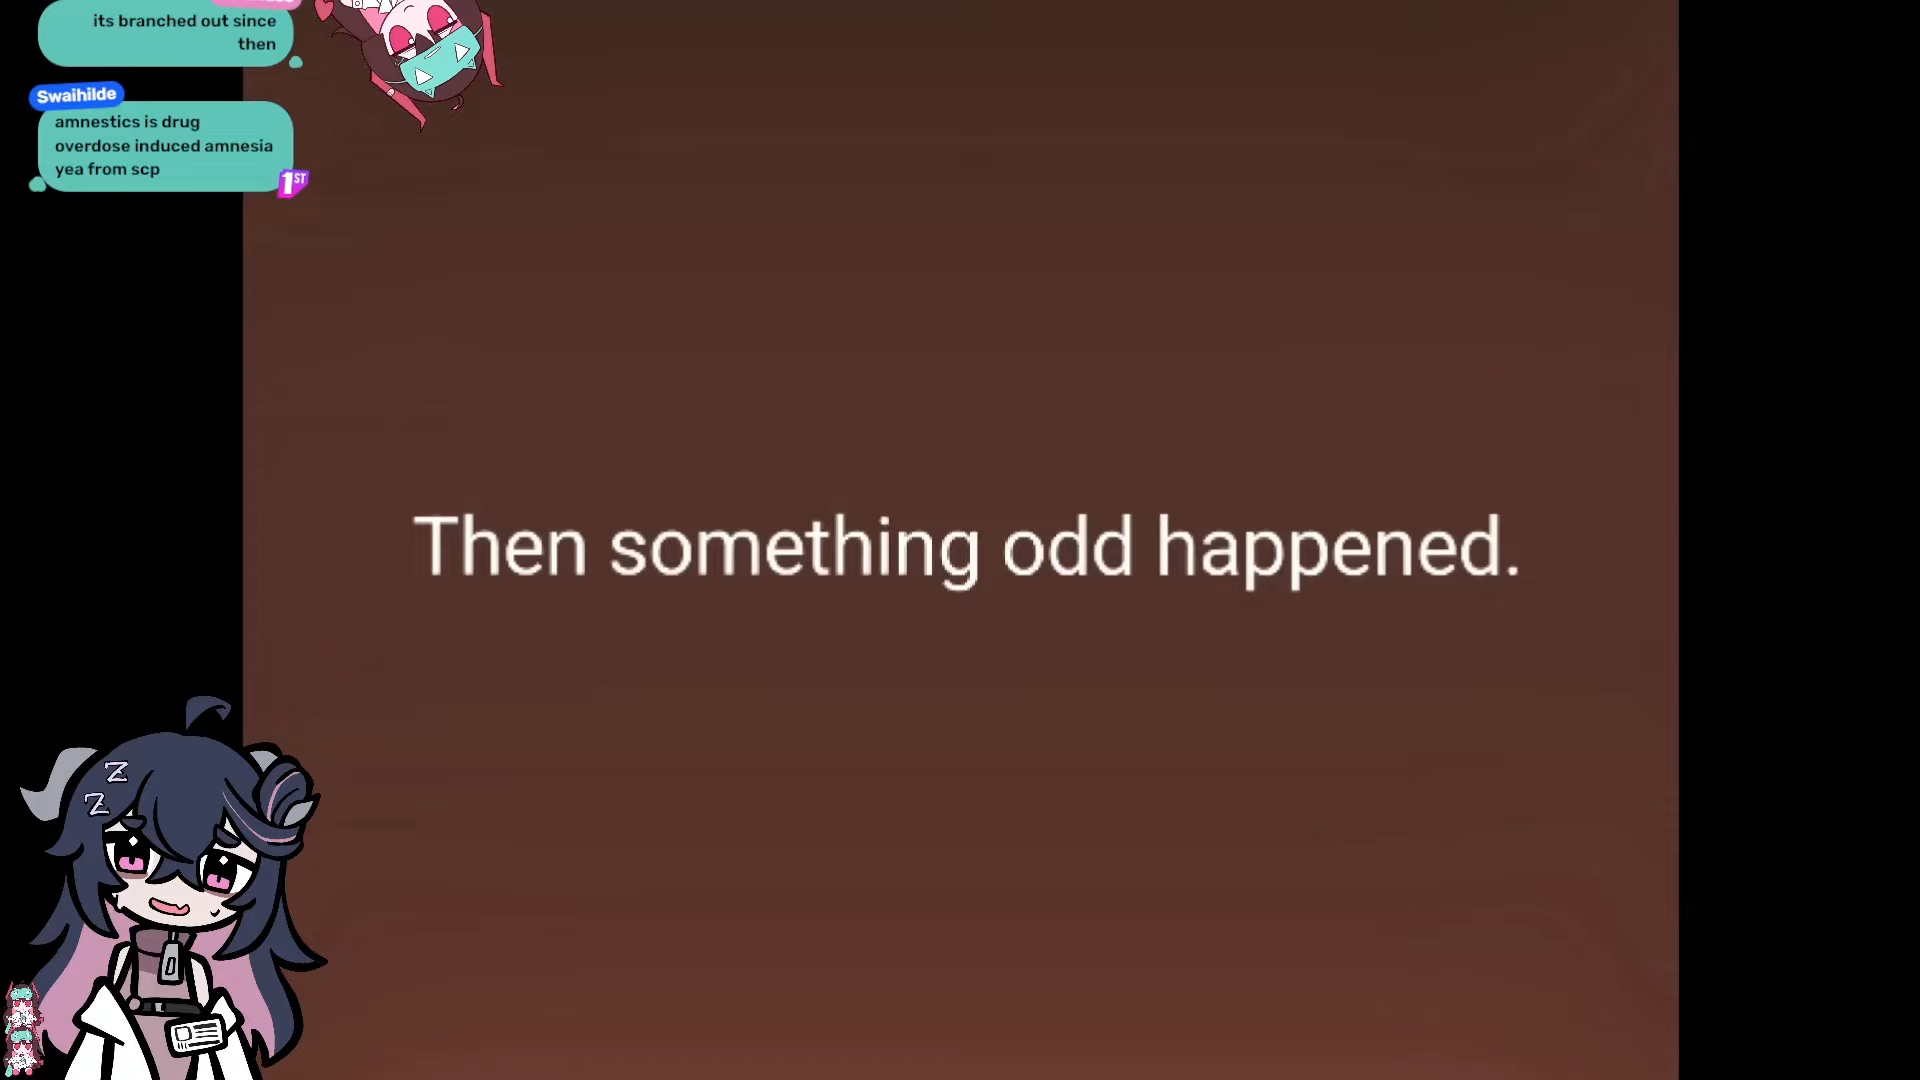 its branched out since
then
Swaihilde
amnestics is drug
overdose induced amnesia
yea from scp
1ST
Then something odd happened.
Z
Z